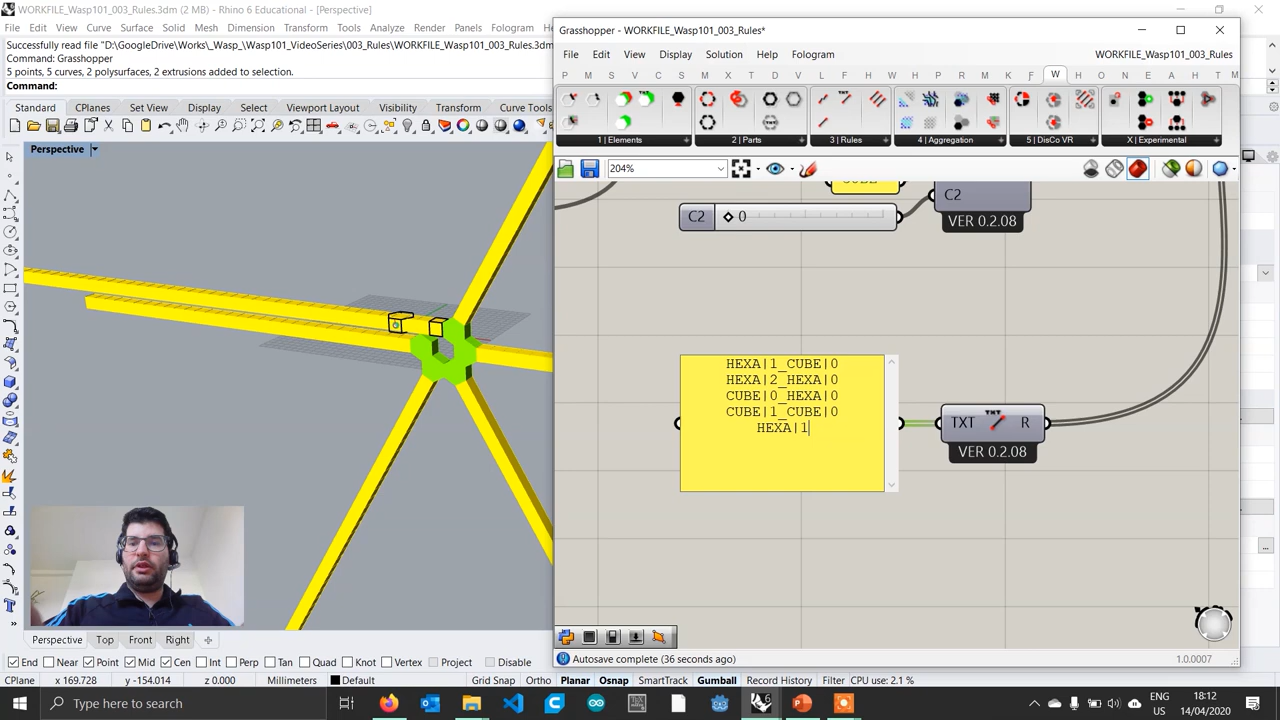 WORKFILE_Wasp101_003_Rules.3dm (2 MB) - Rhino 6 Educational - [Perspective]
File Edit View Curve Surface Solid Mesh Dimension Transform Tools Analyze Render Panels Fologram Help
Successfully read file "D:\GoogleDrive\Works\_Wasp_\Wasp101_VideoSeries\003_Rules\WORKFILE_Wasp101_003_Rules.3dm
Command: Grasshopper
5 points, 5 curves, 2 polysurfaces, 2 extrusions added to selection.
Command:
Standard CPlanes Set View Display Select Viewport Layout Visibility Transform Curve Tools
Perspective
Grasshopper - WORKFILE_Wasp101_003_Rules*
File Edit View Display Solution Help Fologram WORKFILE_Wasp101_003_Rules
P M S M X T D V L F H W K A P R M K F W H C H T M
1 | Elements 2 | Parts 3 | Rules 4 | Aggregation 5 | DisCo VR X | Experimental
204%
CUBE
C2 0 C2
VER 0.2.08
HEXA|1_CUBE|0
HEXA|2_HEXA|0
CUBE|0_HEXA|0
CUBE|1_CUBE|0
HEXA|1
TXT TXT R
VER 0.2.08
Autosave complete (36 seconds ago) 1.0.0007
Perspective Top Front Right
End Near Point Mid Cen Int Perp Tan Quad Knot Vertex Project Disable
CPlane x 169.728 y -154.014 z 0.000 Millimeters Default Grid Snap Ortho Planar Osnap SmartTrack Gumball Record History Filter CPU use: 2.1 %
Type here to search
ENG
18:12
14/04/2020